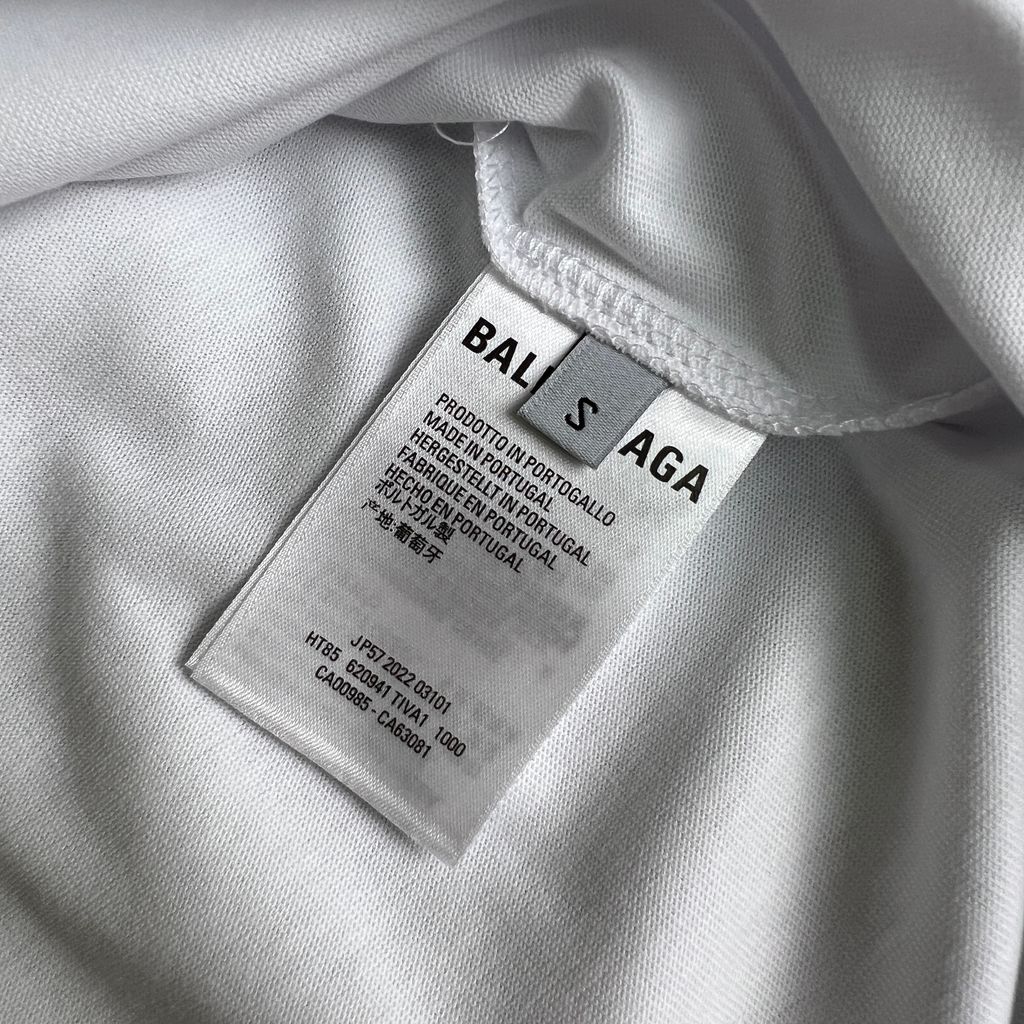 BAL AGA
S
PRODOTTO IN PORTOGALLO
MADE IN PORTUGAL
HERGESTELLT IN PORTUGAL
FABRIQUE EN PORTUGAL
HECHO EN PORTUGAL
ポルトガル製
产地:葡萄牙
JP57 2022 03101
HT85 620941 TIVA1 1000
CA00985 - CA63081